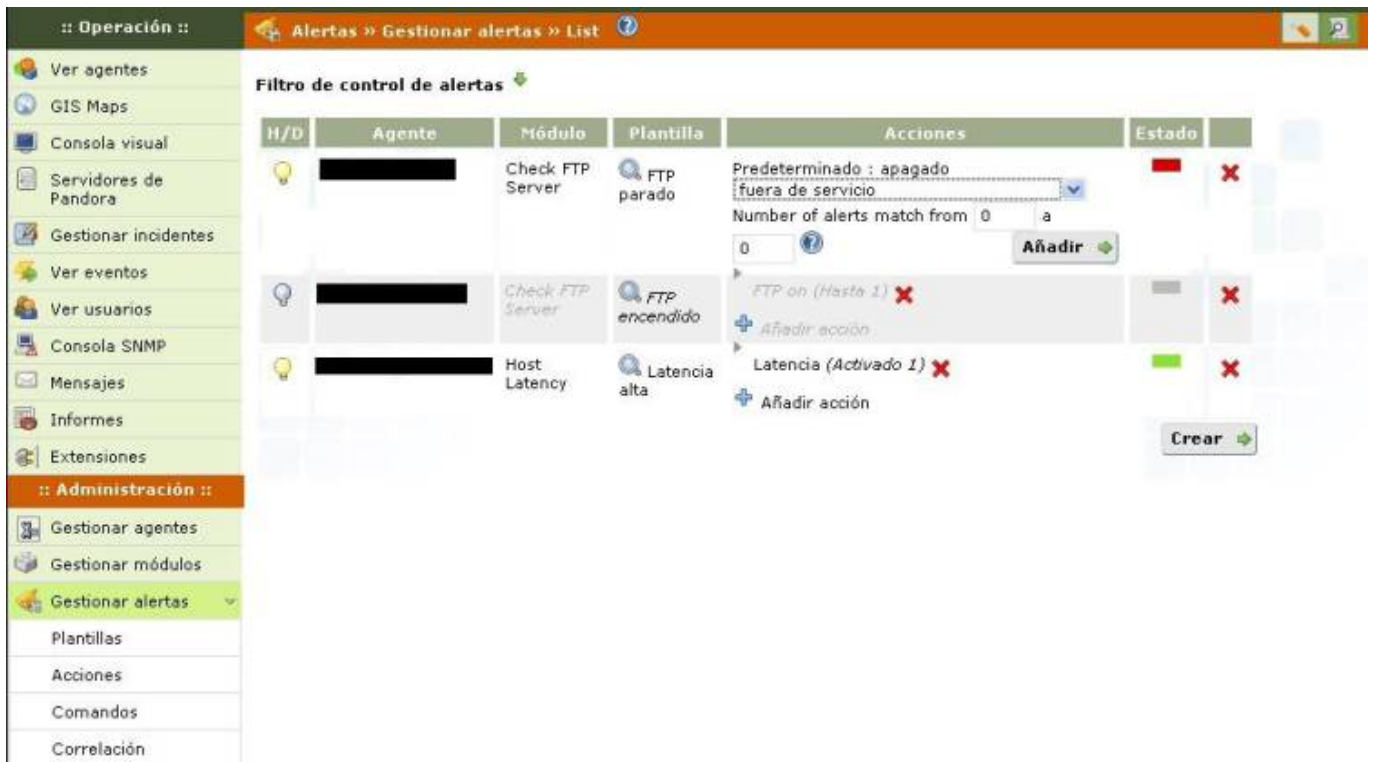 :: Operación ::
Ver agentes
GIS Maps
Consola visual
Servidores de
Pandora
Gestionar incidentes
Ver eventos
Ver usuarios
Consola SNMP
Mensajes
Informes
Extensiones
:: Administración ::
Gestionar agentes
Gestionar módulos
Gestionar alertas
Plantillas
Acciones
Comandos
Correlación
Alertas » Gestionar alertas » List
Filtro de control de alertas
H/D Agente Módulo Plantilla Acciones Estado
Check FTP
Server
FTP
parado
Predeterminado : apagado
fuera de servicio
Number of alerts match from 0 a
0 Añadir
Check FTP
Server
FTP
encendido
FTP on (Hasta 1)
Añadir acción
Host
Latency
Latencia
alta
Latencia (Activado 1)
Añadir acción
Crear